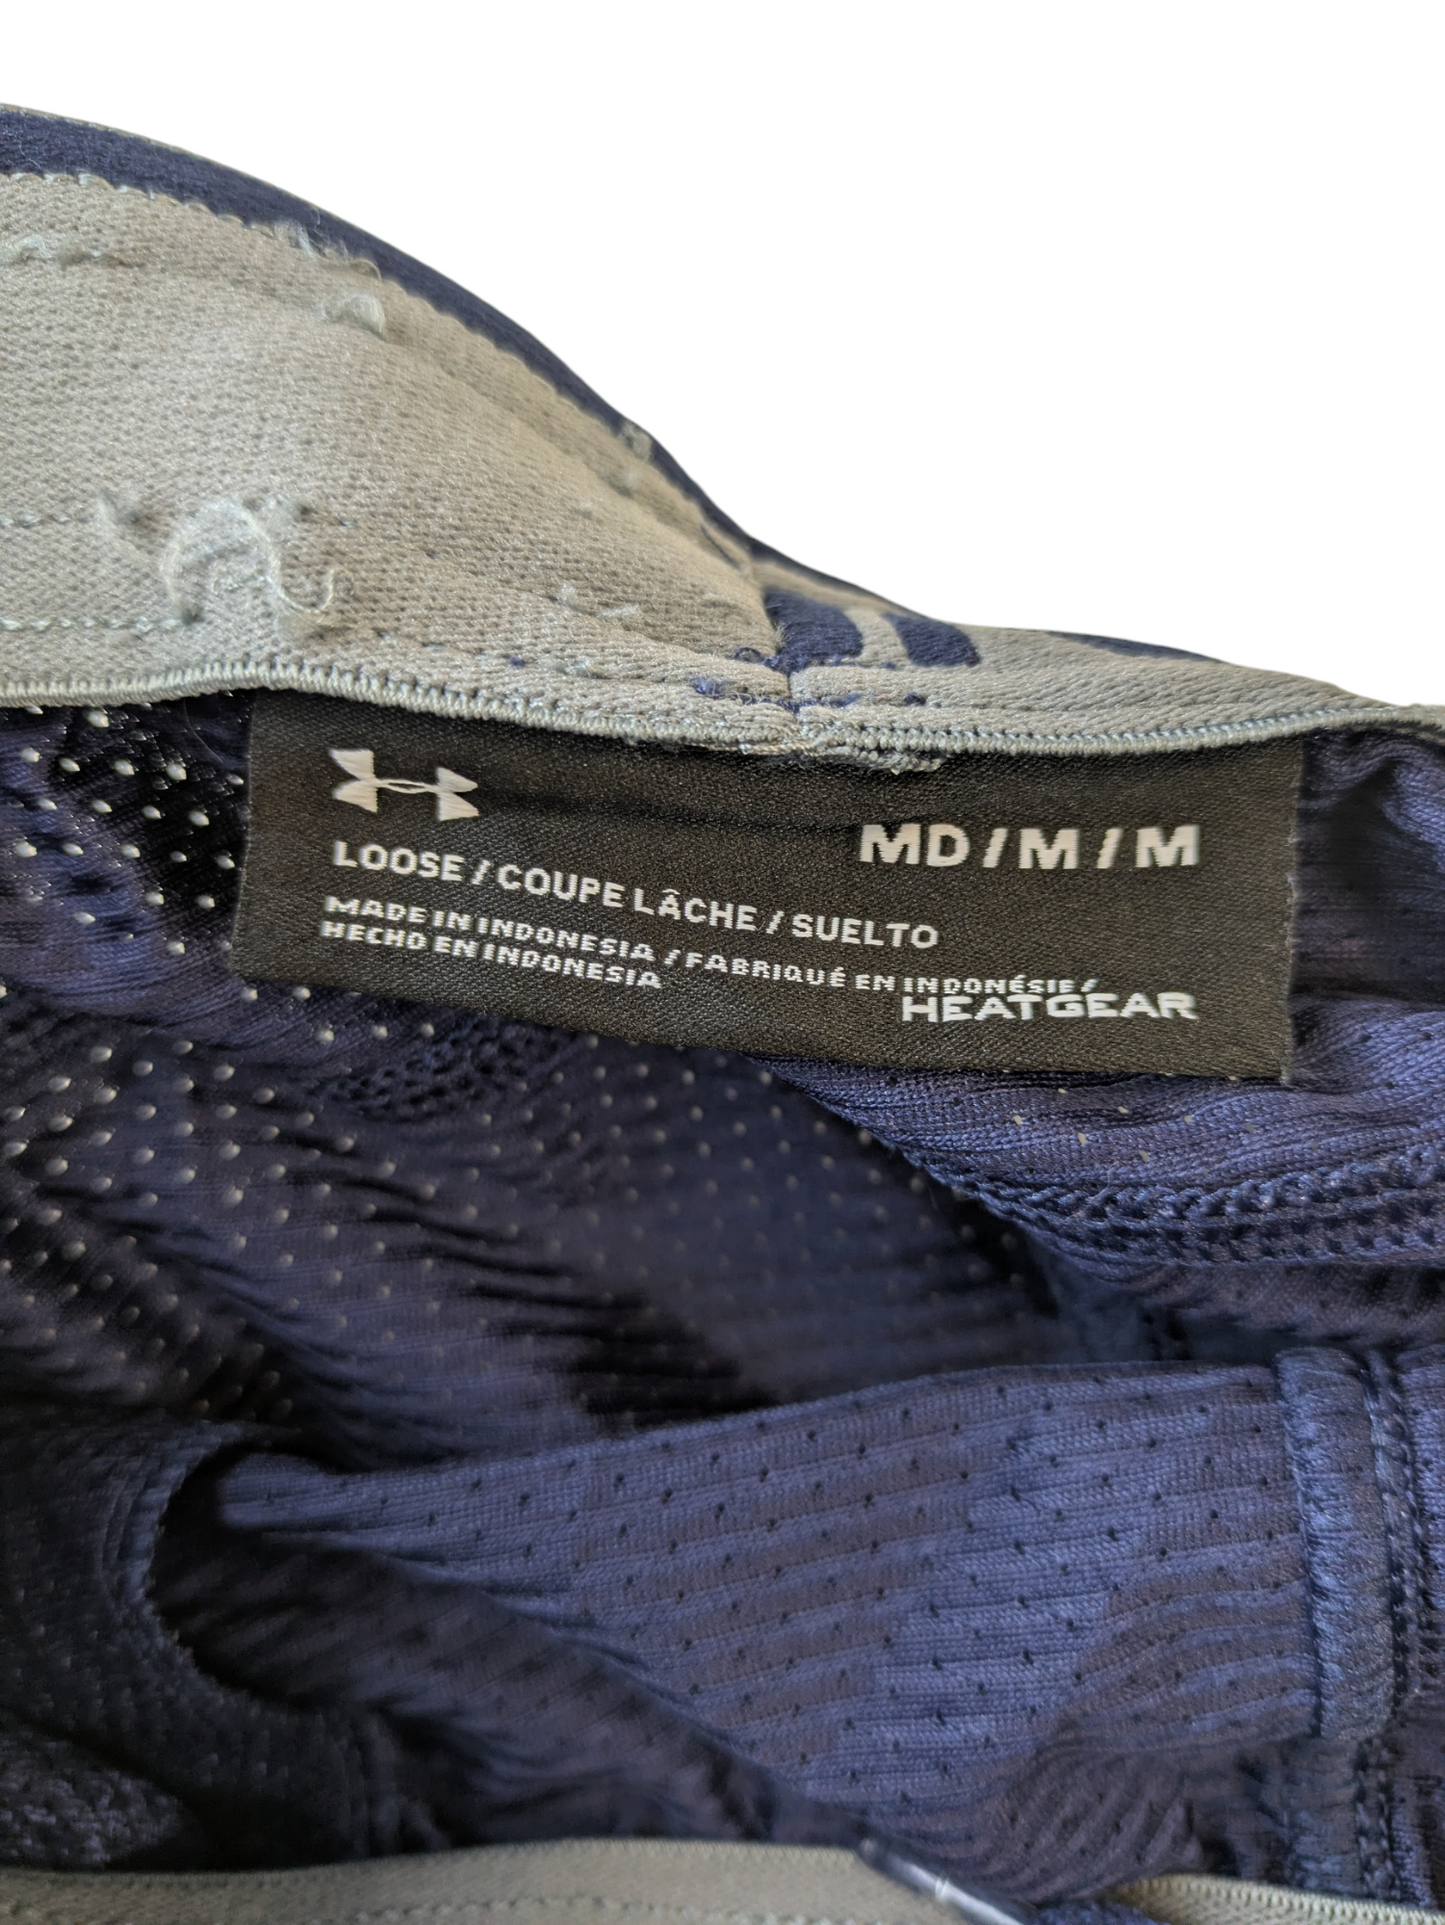 MD / M / M
LOOSE / COUPE LÂCHE / SUELTO
MADE IN INDONESIA / FABRIQUÉ EN INDONÉSIE /
HECHO EN INDONESIA
HEATGEAR